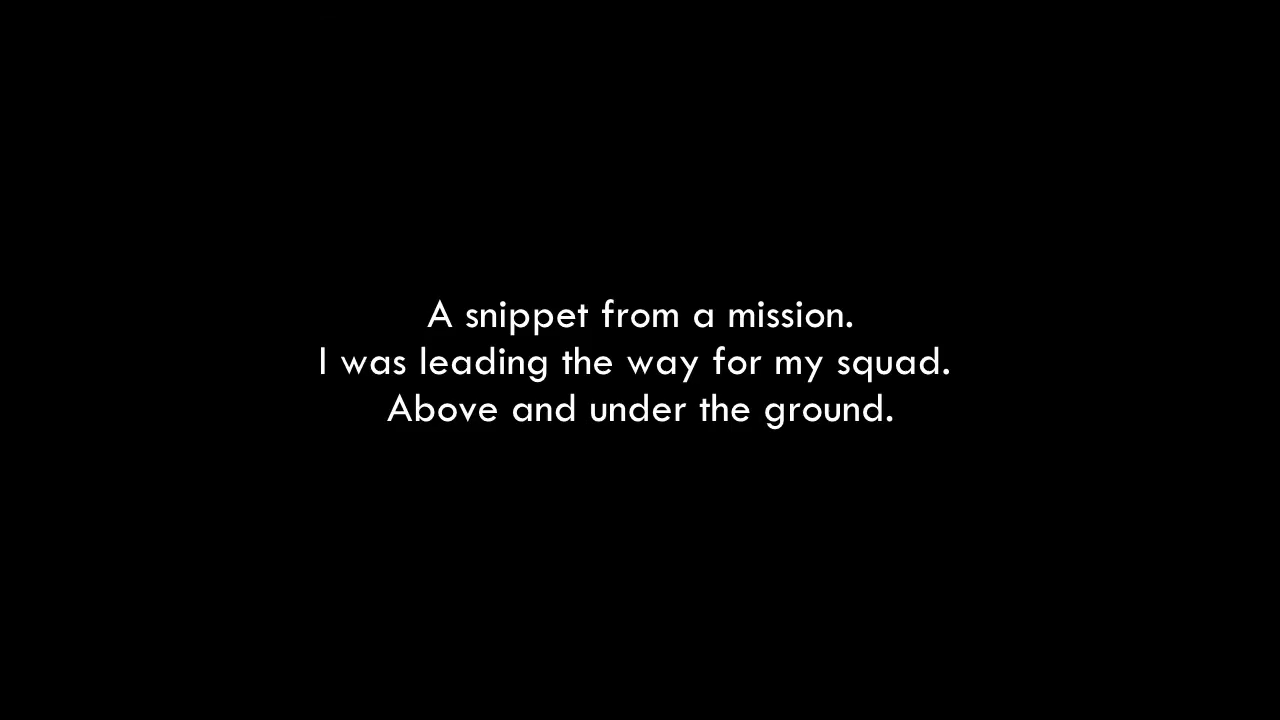 A snippet from a mission.
I was leading the way for my squad.
Above and under the ground.